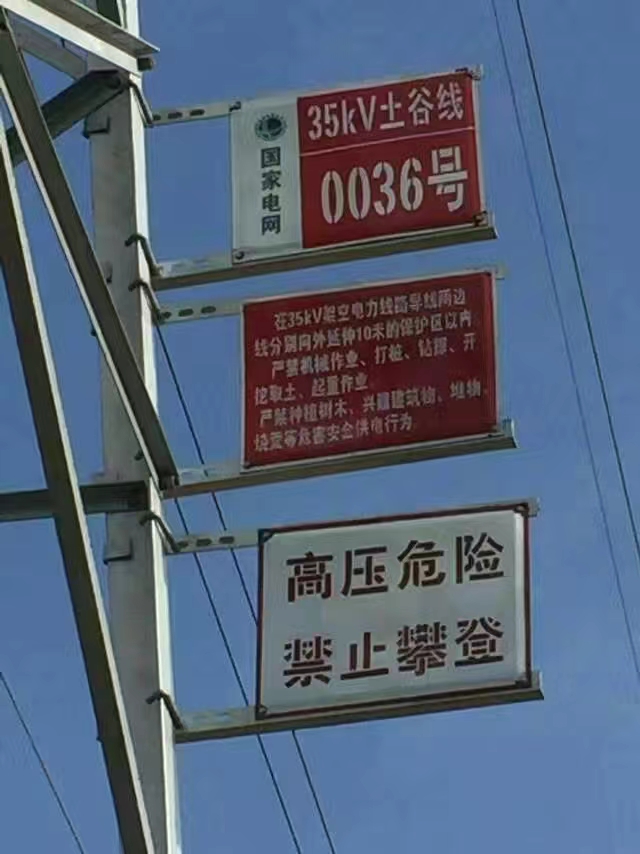 国家电网
35kV土谷线
0036号
在35kV架空电力线路导线两边
线分别向外延伸10米的保护区以内
严禁机械作业、打桩、钻探、开
挖取土、起重作业
严禁种植树木、兴建建筑物、堆物、
烧荒等危害安全供电行为
高压危险
禁止攀登